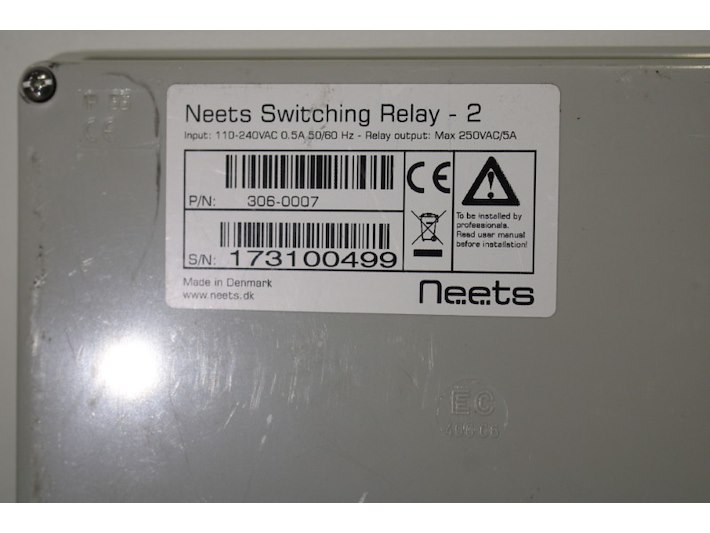 Neets Switching Relay - 2
Input: 110-240VAC 0.5A 50/60 Hz - Relay output: Max 250VAC/5A
P/N: 306-0007
CE
To be installed by
professionals.
Read user manual
before installation!
S/N: 173100499
Made in Denmark
www.neets.dk
Neets
EC